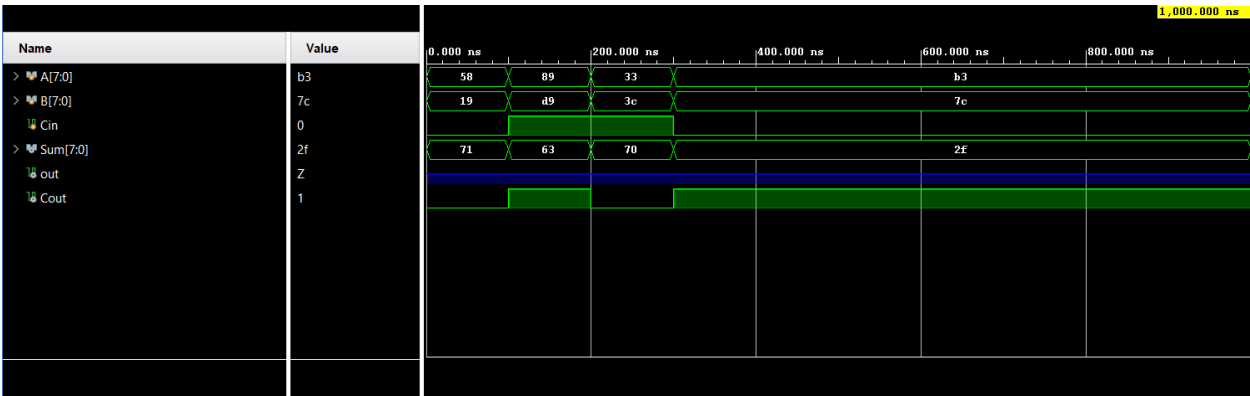 1,000.000 ns
Name Value
0.000 ns 200.000 ns 400.000 ns 600.000 ns 800.000 ns
A[7:0] b3 58 89 33 b3
B[7:0] 7c 19 d9 3c 7c
Cin 0
Sum[7:0] 2f 71 63 70 2f
out Z
Cout 1